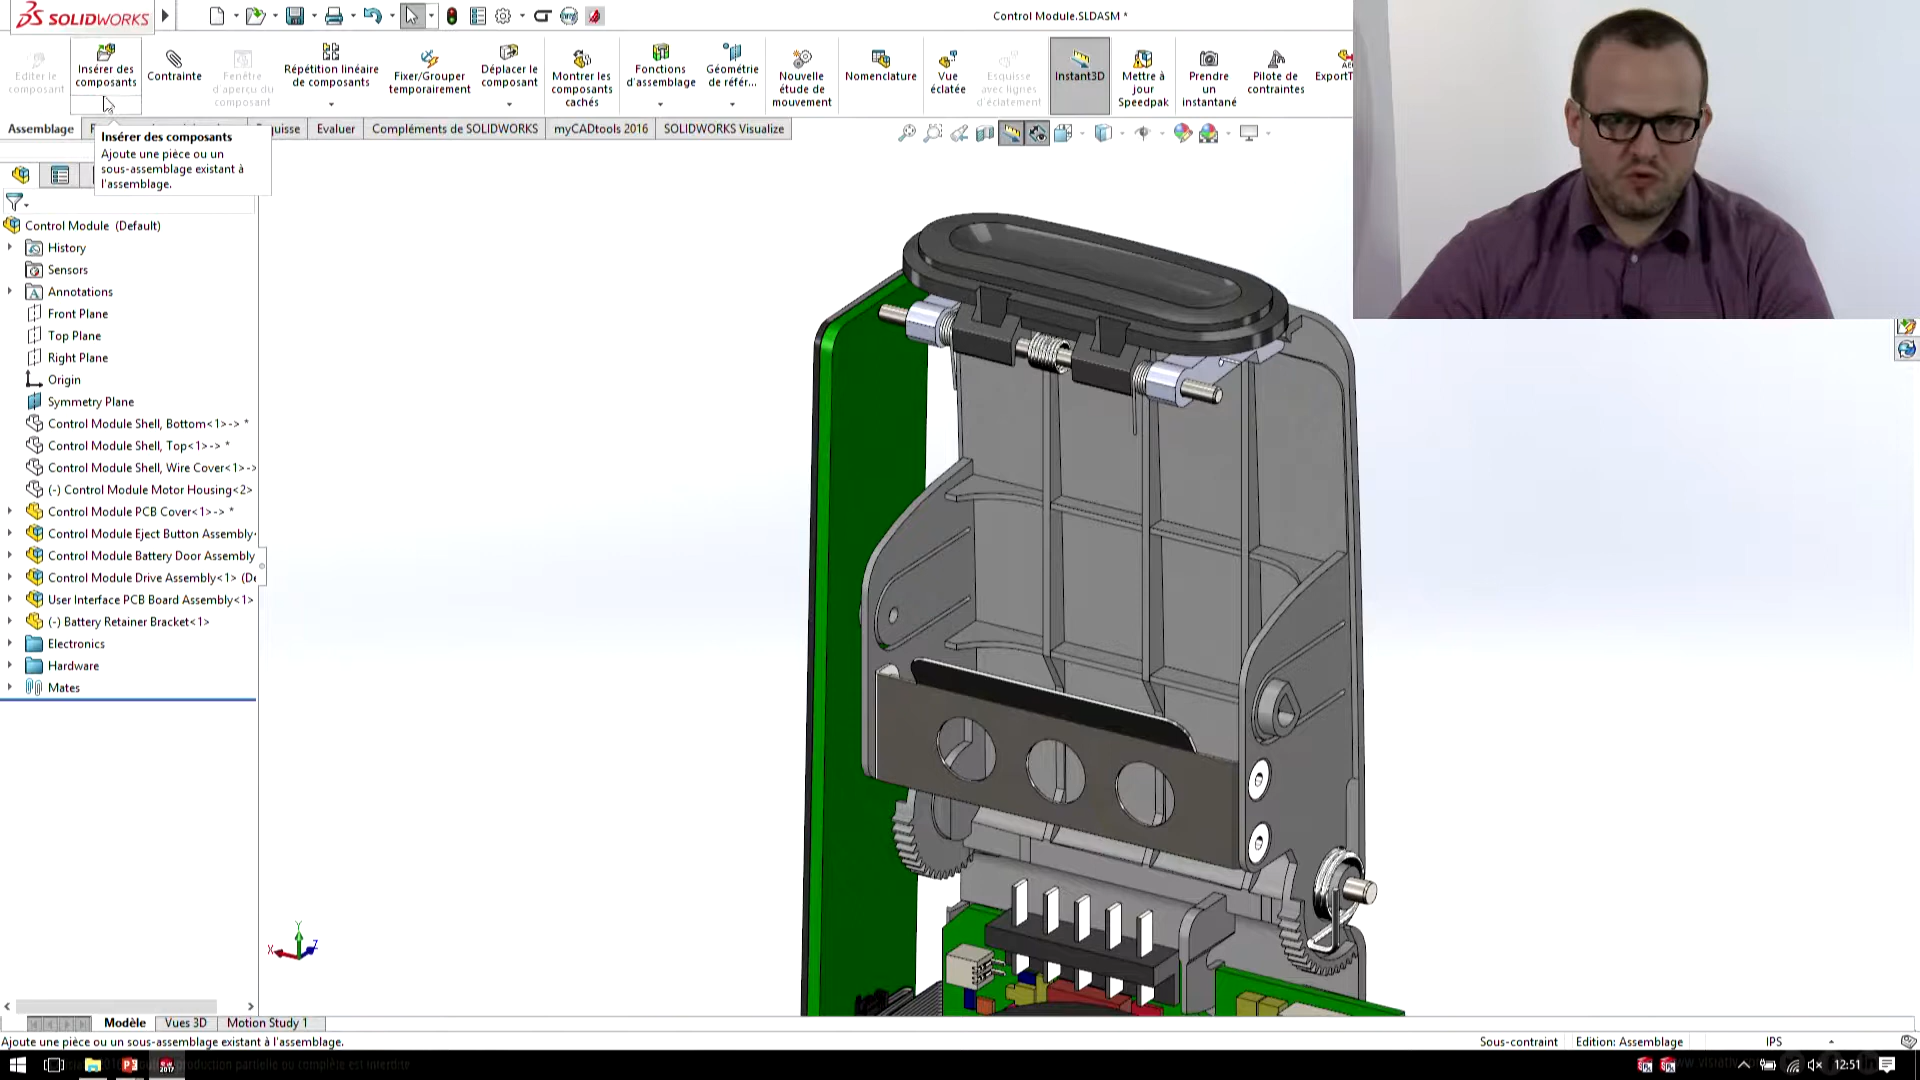 SOLIDWORKS
Control Module.SLDASM *
Editer le
composant
Insérer des
composants
Contrainte
Fenêtre
d'aperçu du
composant
Répétition linéaire
de composants
Fixer/Grouper
temporairement
Déplacer le
composant
Montrer les
composants
cachés
Fonctions
d'assemblage
Géométrie
de référ...
Nouvelle
étude de
mouvement
Nomenclature
Vue
éclatée
Esquisse
avec lignes
d'éclatement
Instant3D
Mettre à
jour
Speedpak
Prendre
un
instantané
Pilote de
contraintes
ExportT
Assemblage
quisse
Evaluer
Compléments de SOLIDWORKS
myCADtools 2016
SOLIDWORKS Visualize
Insérer des composants
Ajoute une pièce ou un
sous-assemblage existant à
l'assemblage.
Control Module (Default)
History
Sensors
Annotations
Front Plane
Top Plane
Right Plane
Origin
Symmetry Plane
Control Module Shell, Bottom<1>-> *
Control Module Shell, Top<1>-> *
Control Module Shell, Wire Cover<1>->
(-) Control Module Motor Housing<2>
Control Module PCB Cover<1>-> *
Control Module Eject Button Assembly
Control Module Battery Door Assembly
Control Module Drive Assembly<1> (De
User Interface PCB Board Assembly<1>
(-) Battery Retainer Bracket<1>
Electronics
Hardware
Mates
Y
X
Z
Modèle
Vues 3D
Motion Study 1
Ajoute une pièce ou un sous-assemblage existant à l'assemblage.
Sous-contraint
Edition: Assemblage
IPS
12:51